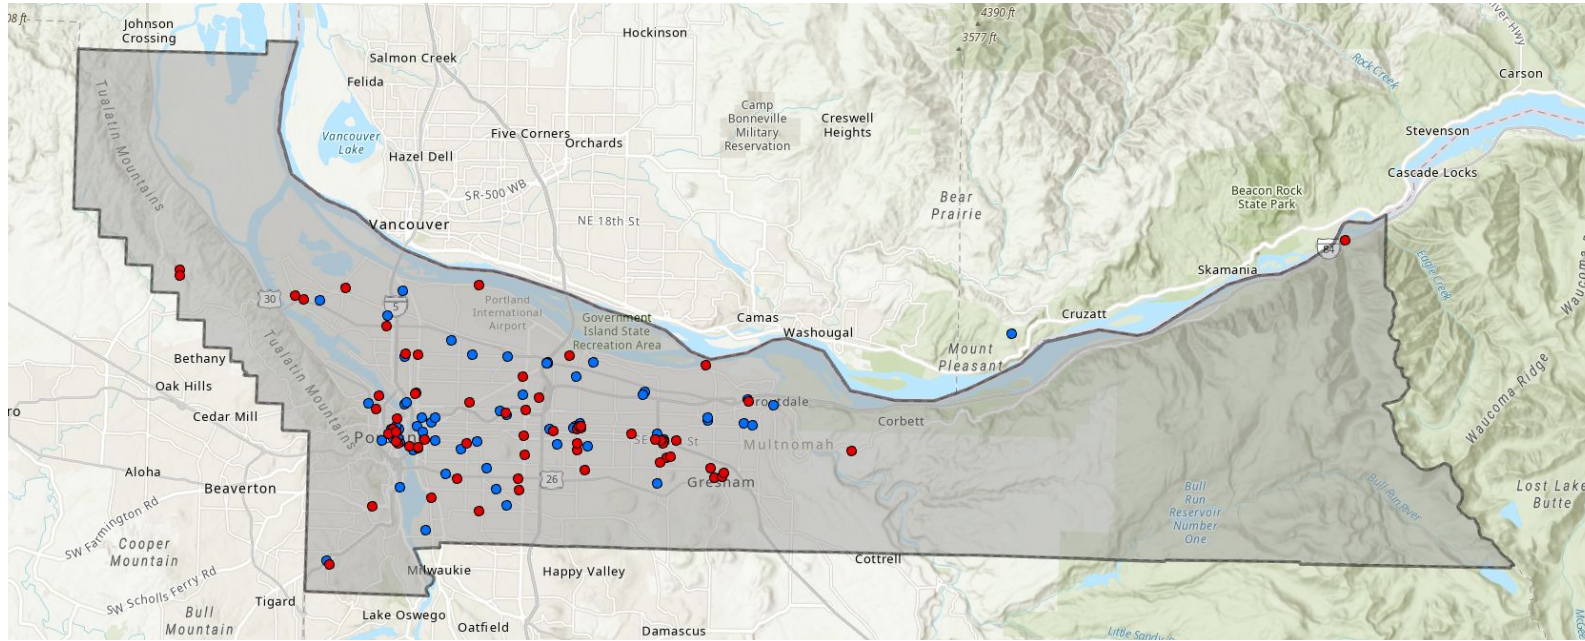 08 ft
Johnson
Crossing
4390 ft
3577 ft
Hockinson
Salmon Creek
Felida
Rock Creek
Carson
Tualatin Mountains
Vancouver
Lake
Five Corners
Orchards
Camp
Bonneville
Military
Reservation
Creswell
Heights
Stevenson
Hazel Dell
Cascade Locks
SR-500 WB
Beacon Rock
State Park
Bear
Prairie
NE 18th St
Vancouver
84
Skamania
Eagle Creek
30
5
Portland
International
Airport
Government
Island State
Recreation Area
Camas
Washougal
Cruzatt
Tualatin Mountains
Bethany
Mount
Pleasant
Oak Hills
Waucoma Ridge
ro
Cedar Mill
Corbett
St
Multnomah
Aloha
Beaverton
26
Gresham
SW Farmington Rd
Bull
Run
Reservoir
Number
One
Bull Run River
Lost Lake
Butte
Cooper
Mountain
Milwaukie
Happy Valley
Cottrell
SW Scholls Ferry Rd
Tigard
Bull
Mountain
Lake Oswego
Oatfield
Damascus